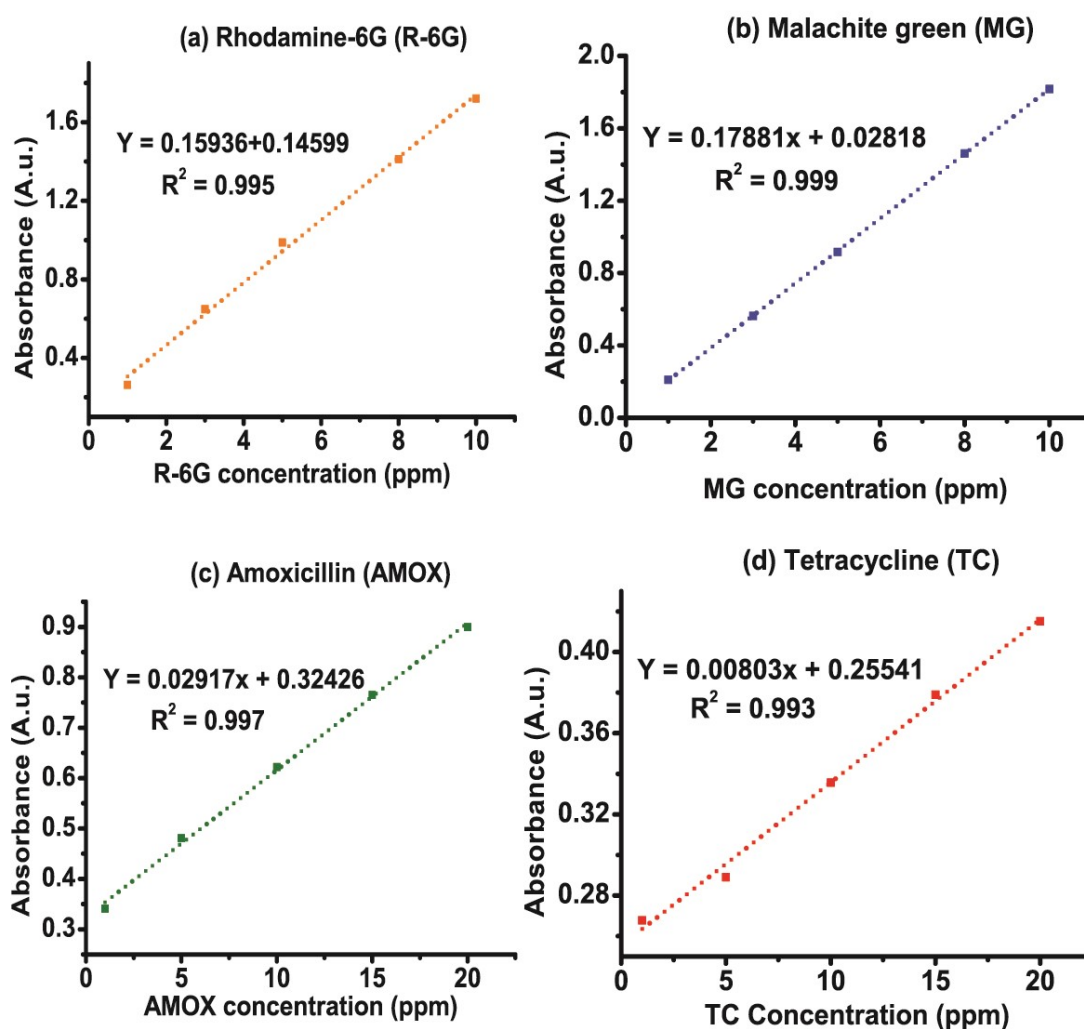 (a) Rhodamine-6G (R-6G)
Absorbance (A.u.)
1.6
1.2
0.8
0.4
Y = 0.15936+0.14599
R² = 0.995
0 2 4 6 8 10
R-6G concentration (ppm)
(b) Malachite green (MG)
Absorbance (A.u.)
2.0
1.6
1.2
0.8
0.4
0.0
Y = 0.17881x + 0.02818
R² = 0.999
0 2 4 6 8 10
MG concentration (ppm)
(c) Amoxicillin (AMOX)
Absorbance (A.u.)
0.9
0.8
0.7
0.6
0.5
0.4
0.3
Y = 0.02917x + 0.32426
R² = 0.997
5 10 15 20
AMOX concentration (ppm)
(d) Tetracycline (TC)
Absorbance (A.u.)
0.40
0.36
0.32
0.28
Y = 0.00803x + 0.25541
R² = 0.993
5 10 15 20
TC Concentration (ppm)